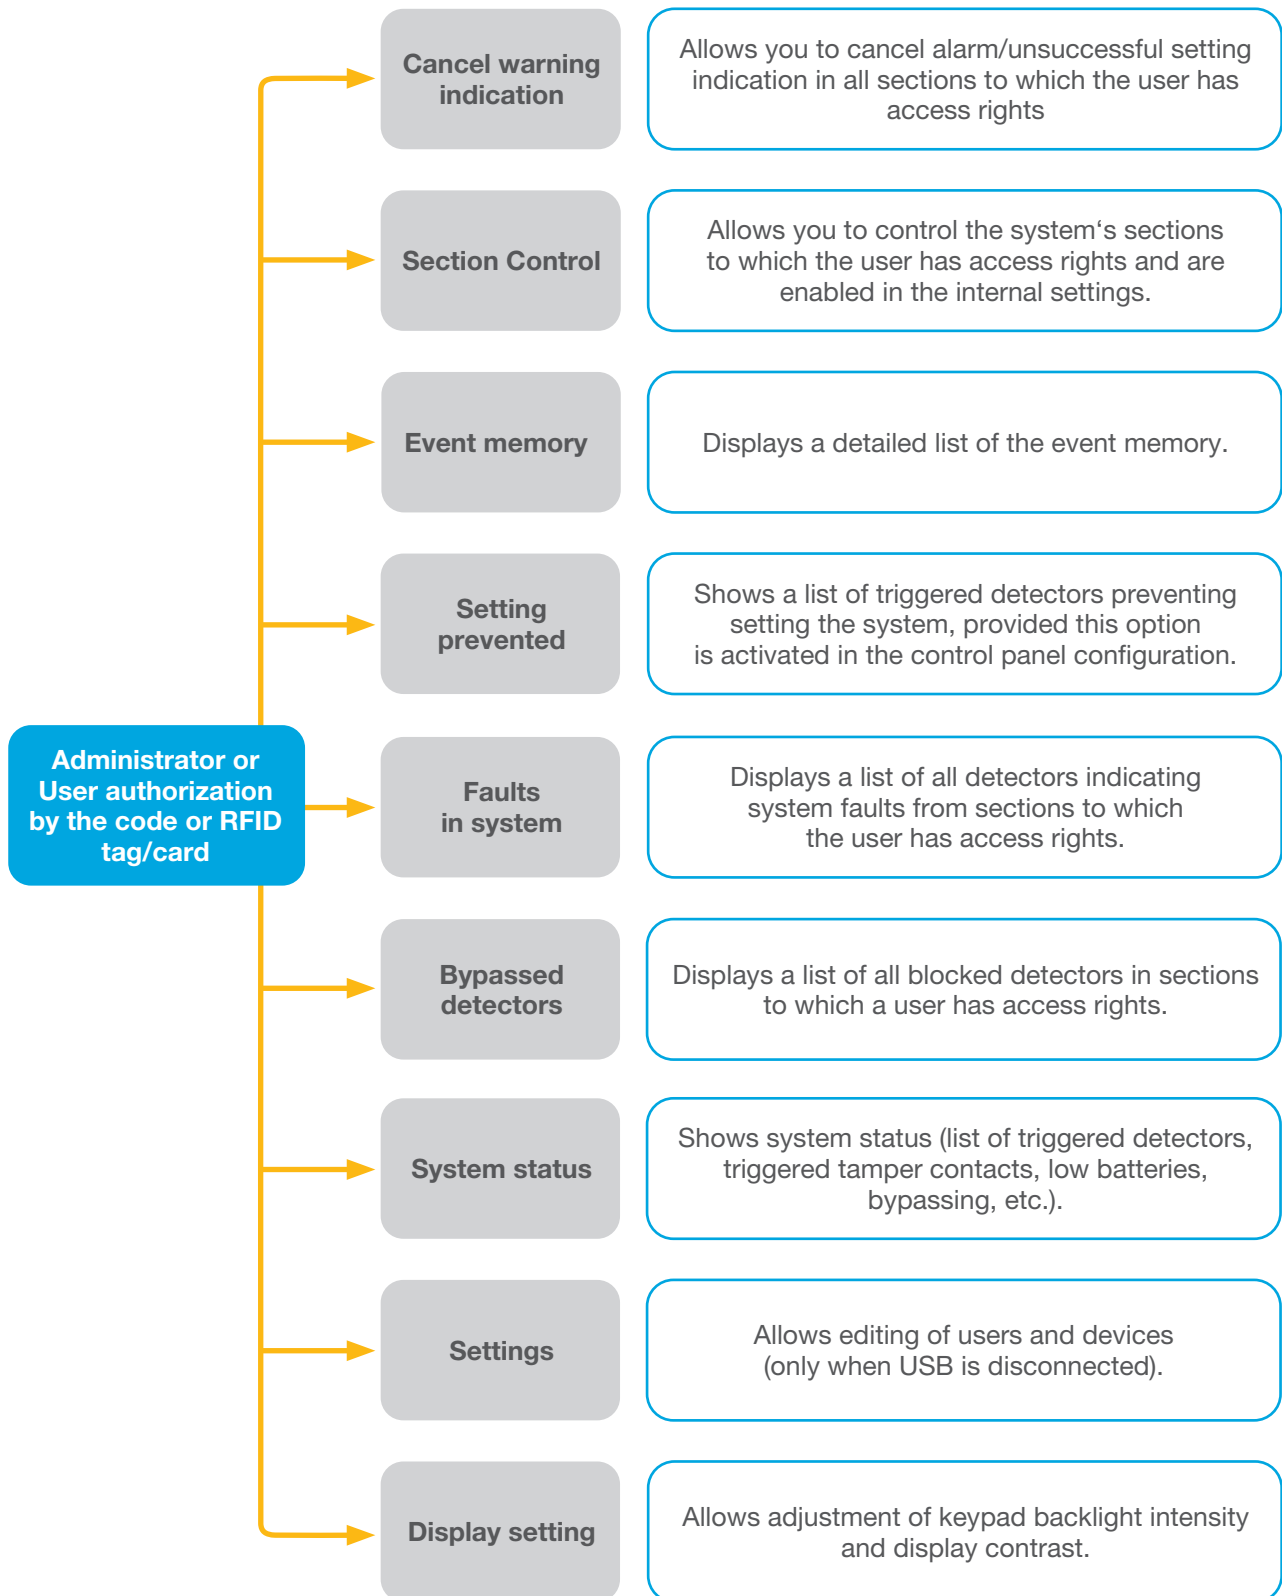 Cancel warning
indication
Allows you to cancel alarm/unsuccessful setting
indication in all sections to which the user has
access rights
Section Control
Allows you to control the system‘s sections
to which the user has access rights and are
enabled in the internal settings.
Event memory
Displays a detailed list of the event memory.
Setting
prevented
Shows a list of triggered detectors preventing
setting the system, provided this option
is activated in the control panel configuration.
Administrator or
User authorization
by the code or RFID
tag/card
Faults
in system
Displays a list of all detectors indicating
system faults from sections to which
the user has access rights.
Bypassed
detectors
Displays a list of all blocked detectors in sections
to which a user has access rights.
System status
Shows system status (list of triggered detectors,
triggered tamper contacts, low batteries,
bypassing, etc.).
Settings
Allows editing of users and devices
(only when USB is disconnected).
Display setting
Allows adjustment of keypad backlight intensity
and display contrast.